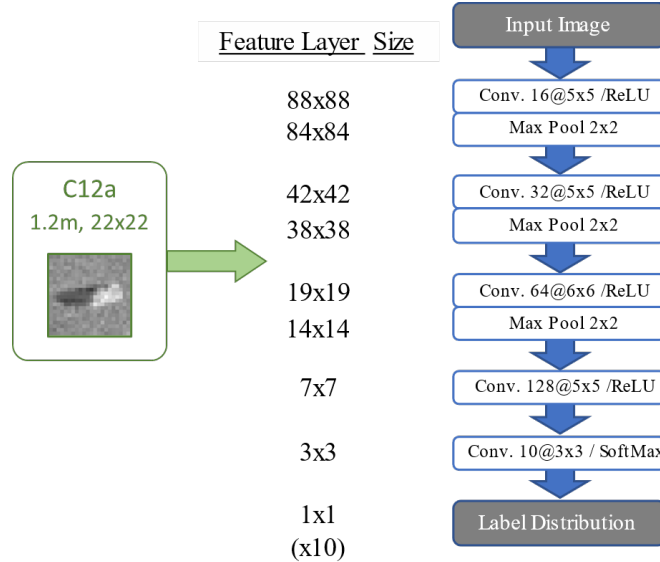 Feature Layer Size
Input Image
88x88
Conv. 16@5x5 /ReLU
84x84
Max Pool 2x2
C12a
1.2m, 22x22
42x42
Conv. 32@5x5 /ReLU
38x38
Max Pool 2x2
19x19
Conv. 64@6x6 /ReLU
14x14
Max Pool 2x2
7x7
Conv. 128@5x5 /ReLU
3x3
Conv. 10@3x3 / SoftMax
1x1
(x10)
Label Distribution